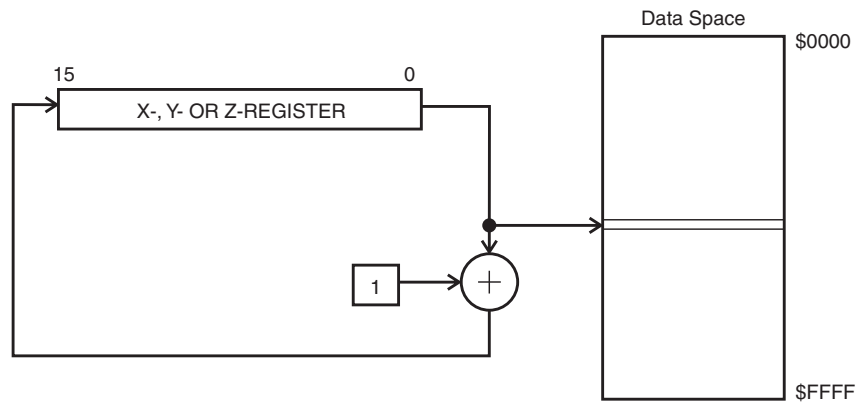 Data Space
$0000
15 0
X-, Y- OR Z-REGISTER
1
+
$FFFF